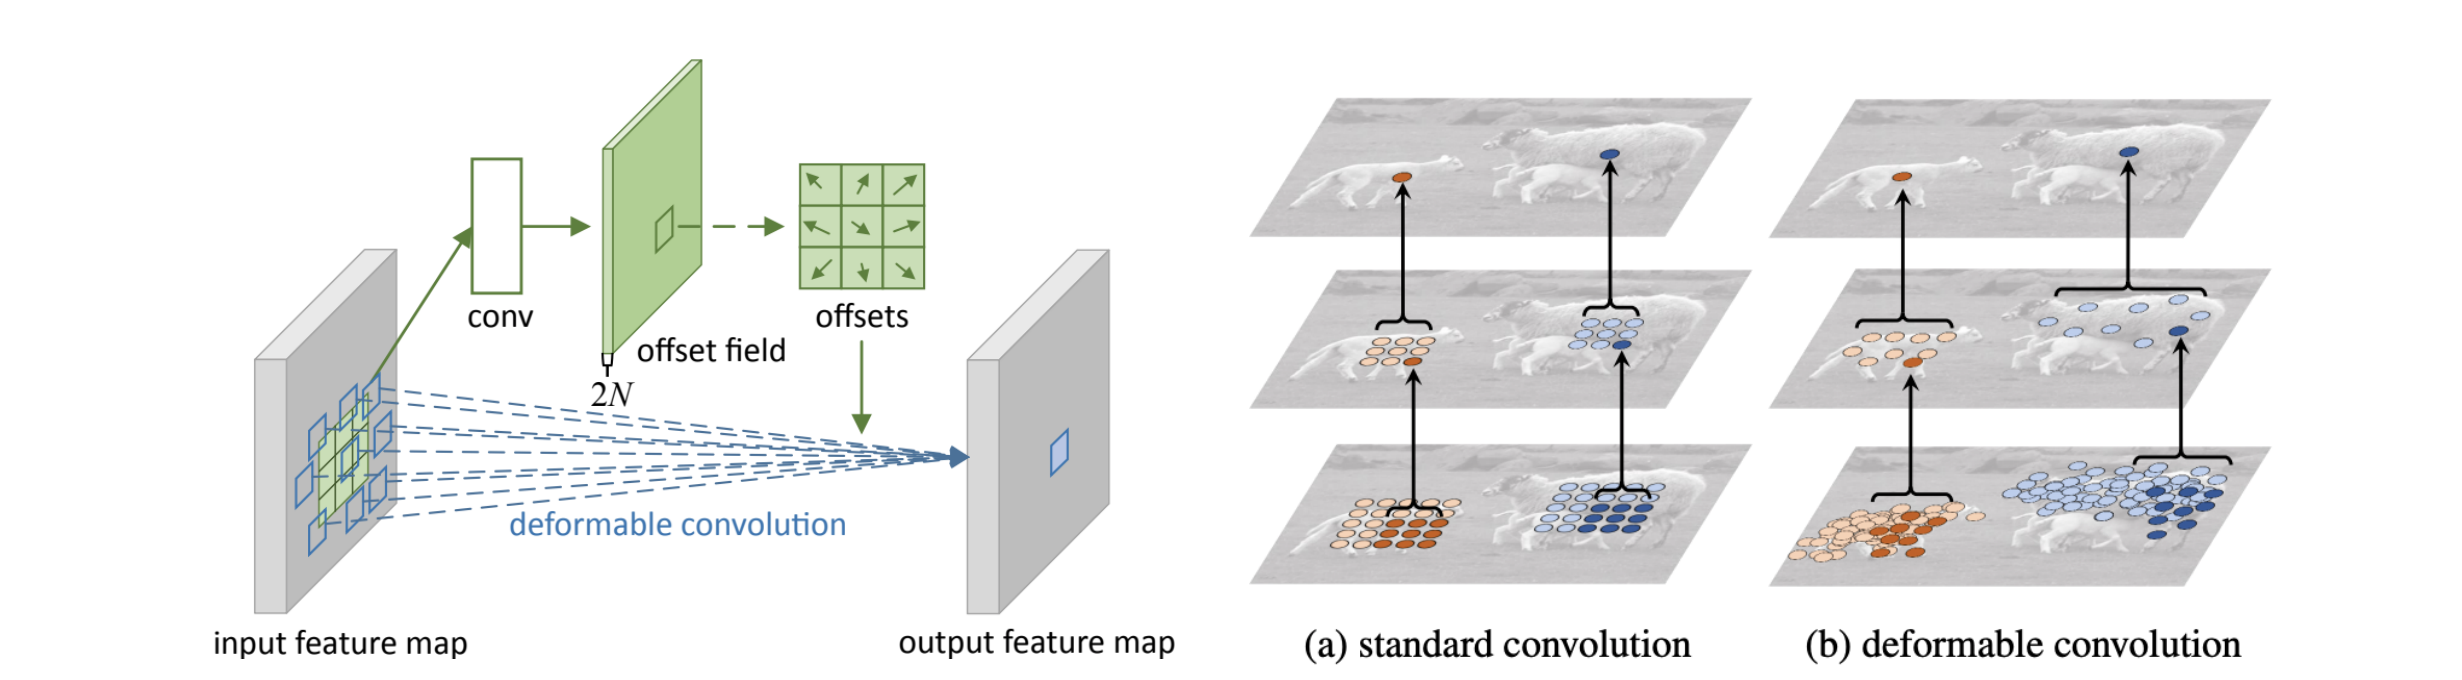 conv
offset field
2N
offsets
deformable convolution
input feature map
output feature map
(a) standard convolution
(b) deformable convolution